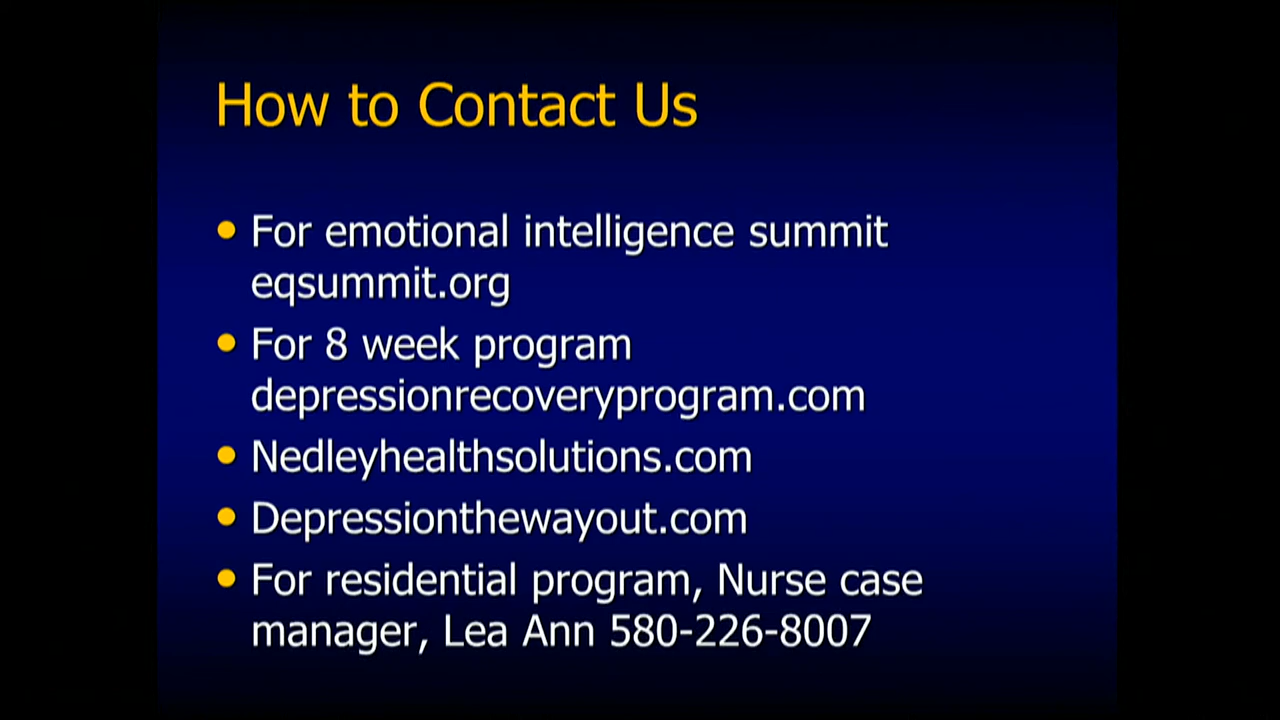 How to Contact Us
• For emotional intelligence summit
eqsummit.org
• For 8 week program
depressionrecoveryprogram.com
• Nedleyhealthsolutions.com
• Depressionthewayout.com
• For residential program, Nurse case
manager, Lea Ann 580-226-8007